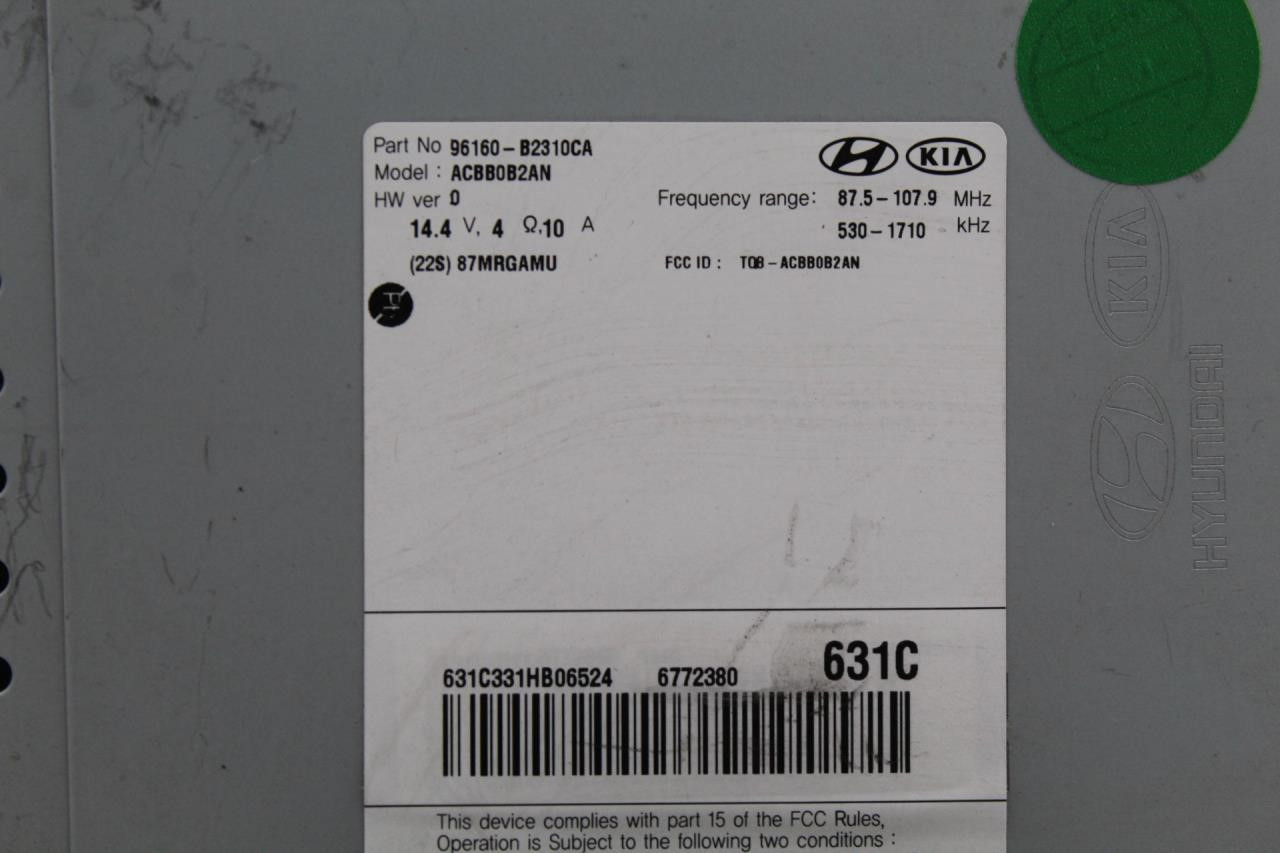 Part No 96160-B2310CA
Model : ACBB0B2AN
HW ver 0
14.4 V, 4 Ω,10 A
(22S) 87MRGAMU
KIA
Frequency range: 87.5-107.9 MHz
530-1710 kHz
FCC ID : TQ8-ACBB0B2AN
631C331HB06524 6772380 631C
This device complies with part 15 of the FCC Rules,
Operation is Subject to the following two conditions :
KIA
HYUNDAI